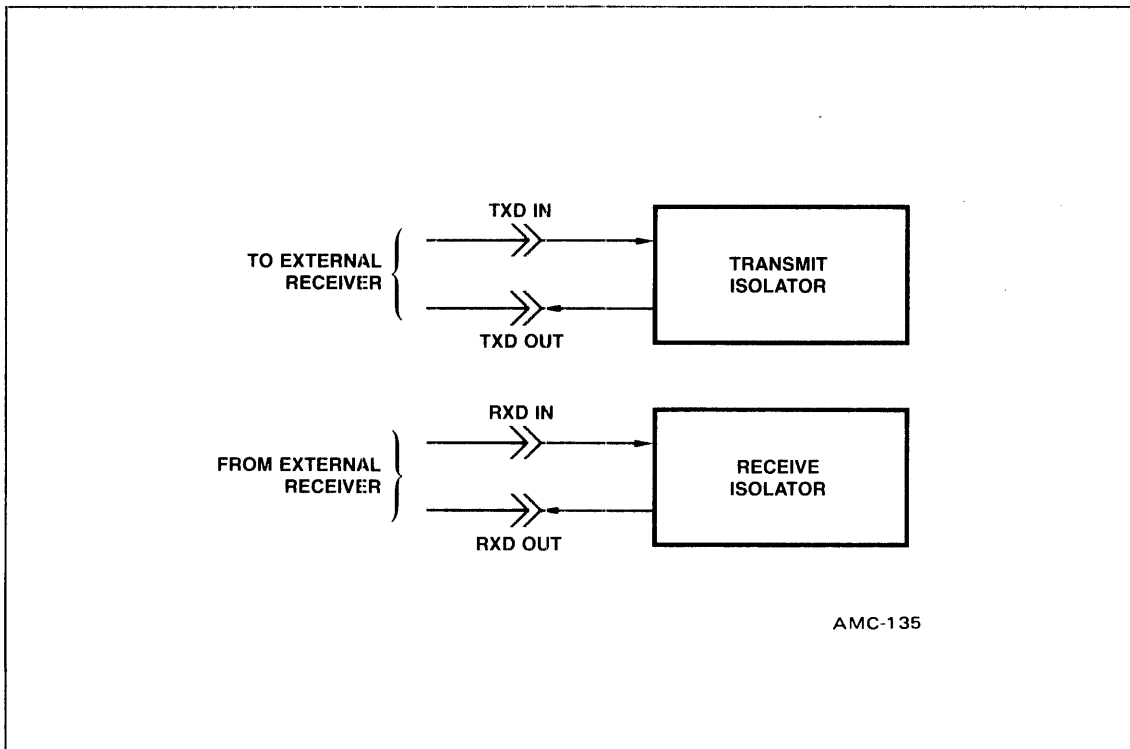 TXD IN
TO EXTERNAL
RECEIVER
TRANSMIT
ISOLATOR
TXD OUT
RXD IN
FROM EXTERNAL
RECEIVER
RECEIVE
ISOLATOR
RXD OUT
AMC-135